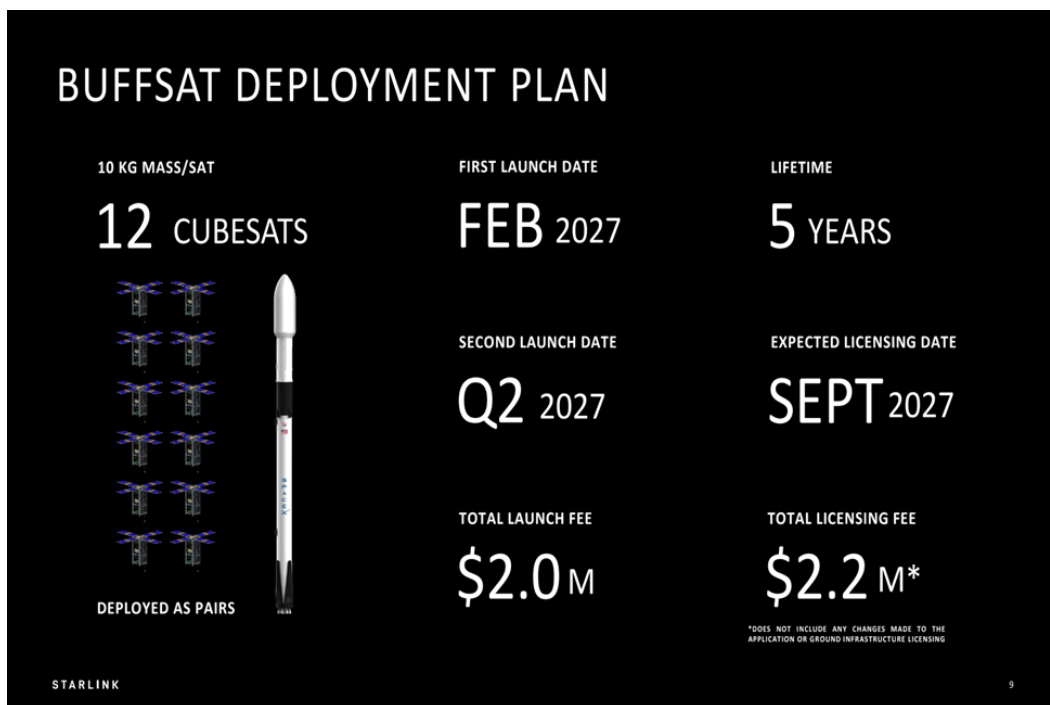 BUFFSAT DEPLOYMENT PLAN
10 KG MASS/SAT
12 CUBESATS
DEPLOYED AS PAIRS
FIRST LAUNCH DATE
FEB 2027
SECOND LAUNCH DATE
Q2 2027
TOTAL LAUNCH FEE
$2.0 M
LIFETIME
5 YEARS
EXPECTED LICENSING DATE
SEPT 2027
TOTAL LICENSING FEE
$2.2 M*
*DOES NOT INCLUDE ANY CHANGES MADE TO THE
APPLICATION OR GROUND INFRASTRUCTURE LICENSING
STARLINK
9